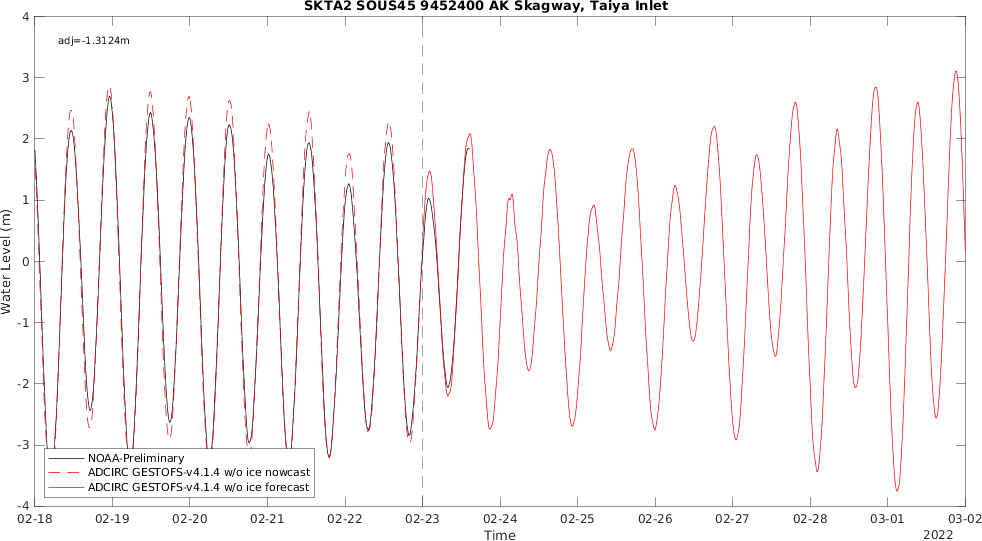 SKTA2 SOUS45 9452400 AK Skagway, Taiya Inlet
adj=-1.3124m
4
3
2
1
0
-1
-2
-3
-4
Water Level (m)
NOAA-Preliminary
ADCIRC GESTOFS-v4.1.4 w/o ice nowcast
ADCIRC GESTOFS-v4.1.4 w/o ice forecast
02-18 02-19 02-20 02-21 02-22 02-23 02-24 02-25 02-26 02-27 02-28 03-01 03-02
Time
2022